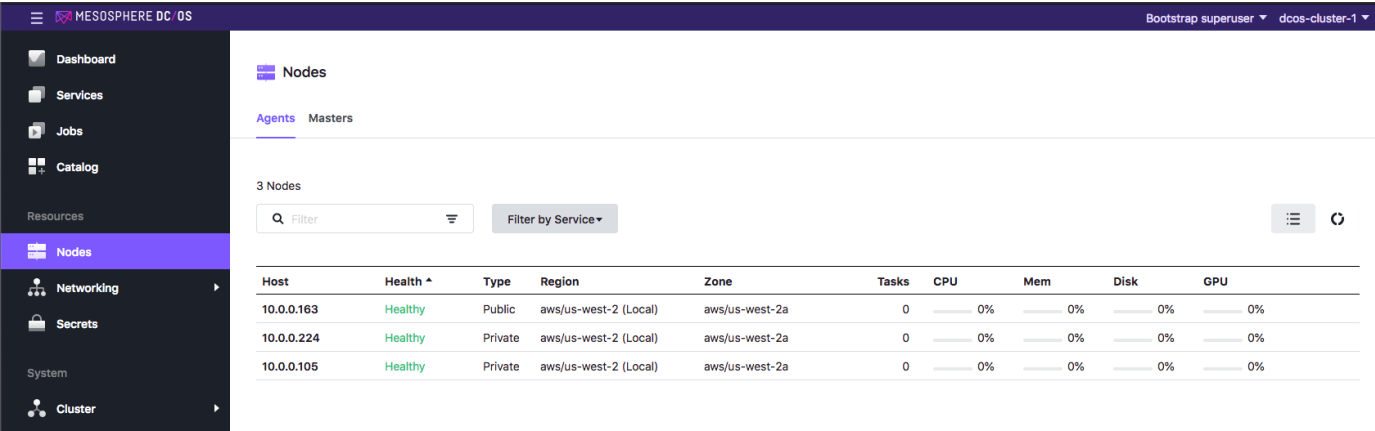 MESOSPHERE DC/OS
Bootstrap superuser dcos-cluster-1
Dashboard
Services
Jobs
Catalog
Resources
Nodes
Networking
Secrets
System
Cluster
Nodes
Agents Masters
3 Nodes
Filter Filter by Service
Host Health Type Region Zone Tasks CPU Mem Disk GPU
10.0.0.163 Healthy Public aws/us-west-2 (Local) aws/us-west-2a 0 0% 0% 0% 0%
10.0.0.224 Healthy Private aws/us-west-2 (Local) aws/us-west-2a 0 0% 0% 0% 0%
10.0.0.105 Healthy Private aws/us-west-2 (Local) aws/us-west-2a 0 0% 0% 0% 0%